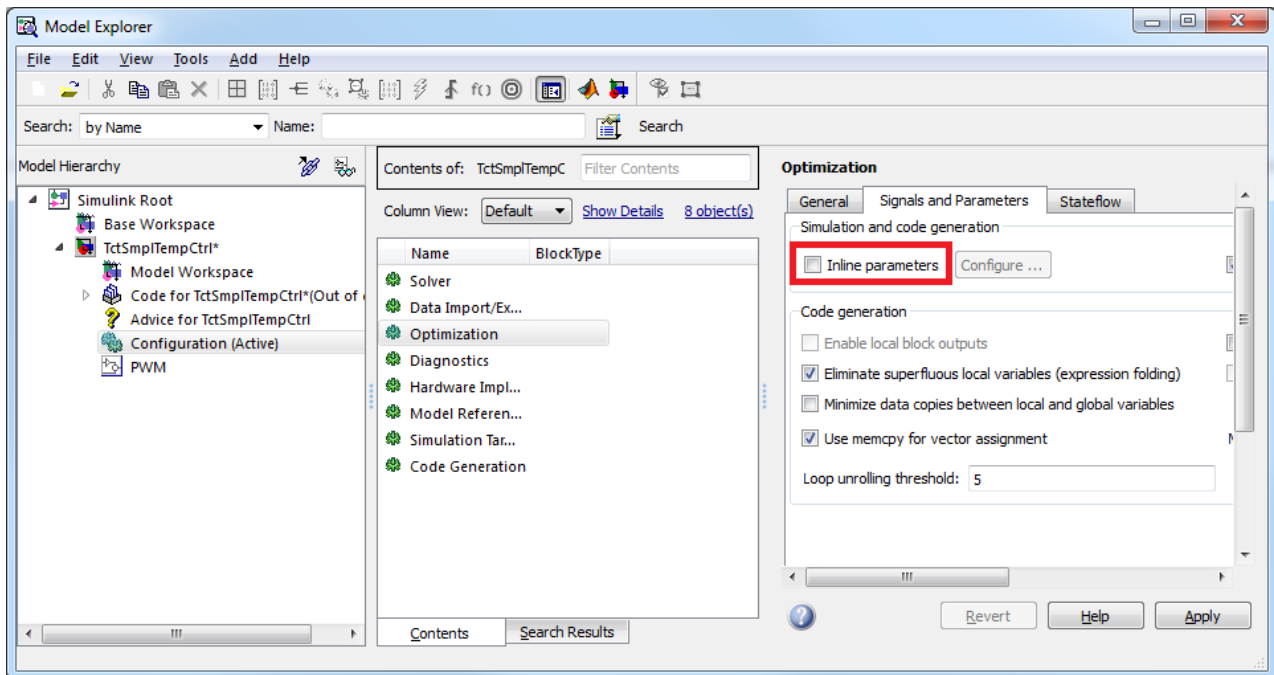 Model Explorer
File Edit View Tools Add Help
Search: by Name Name: Search
Model Hierarchy
Simulink Root
Base Workspace
TctSmplTempCtrl*
Model Workspace
Code for TctSmplTempCtrl*(Out of
Advice for TctSmplTempCtrl
Configuration (Active)
PWM
Contents of: TctSmplTempC Filter Contents
Column View: Default Show Details 8 object(s)
Name BlockType
Solver
Data Import/Ex...
Optimization
Diagnostics
Hardware Impl...
Model Referen...
Simulation Tar...
Code Generation
Contents Search Results
Optimization
General Signals and Parameters Stateflow
Simulation and code generation
Inline parameters Configure ...
Code generation
Enable local block outputs
Eliminate superfluous local variables (expression folding)
Minimize data copies between local and global variables
Use memcpy for vector assignment
Loop unrolling threshold: 5
Revert Help Apply